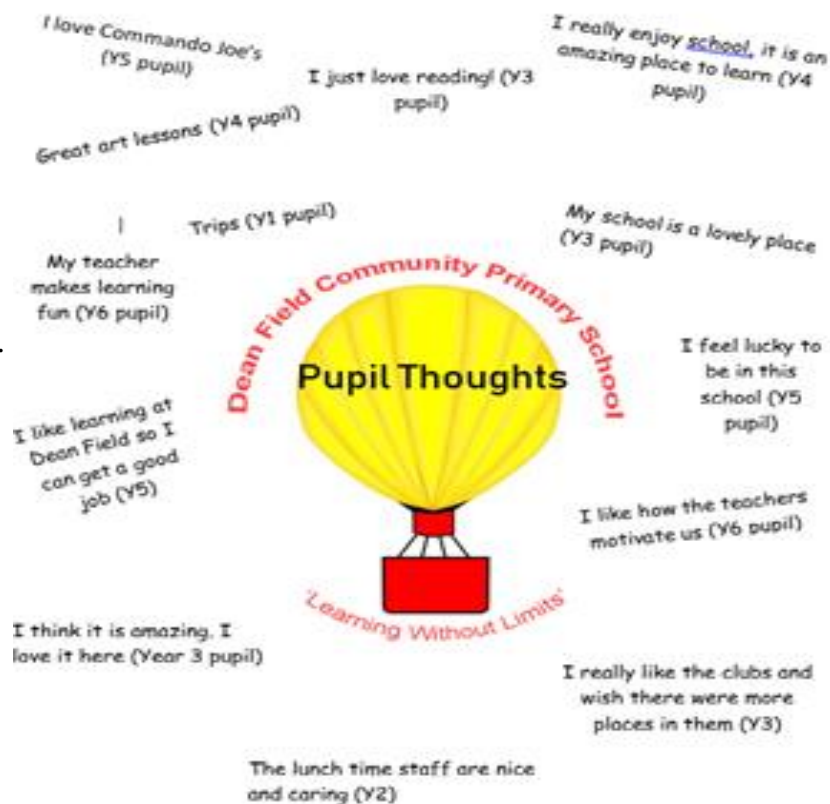 I love Commando Joe's
(Y5 pupil)
I just love reading! (Y3
pupil)
I really enjoy school, it is an
amazing place to learn (Y4
pupil)
Great art lessons (Y4 pupil)
Trips (Y1 pupil)
My school is a lovely place
(Y3 pupil)
My teacher
makes learning
fun (Y6 pupil)
Dean Field Community Primary School
Pupil Thoughts
I feel lucky to
be in this
school (Y5
pupil)
I like learning at
Dean Field so I
can get a good
job (Y5)
I like how the teachers
motivate us (Y6 pupil)
'Learning Without Limits'
I think it is amazing, I
love it here (Year 3 pupil)
I really like the clubs and
wish there were more
places in them (Y3)
The lunch time staff are nice
and caring (Y2)